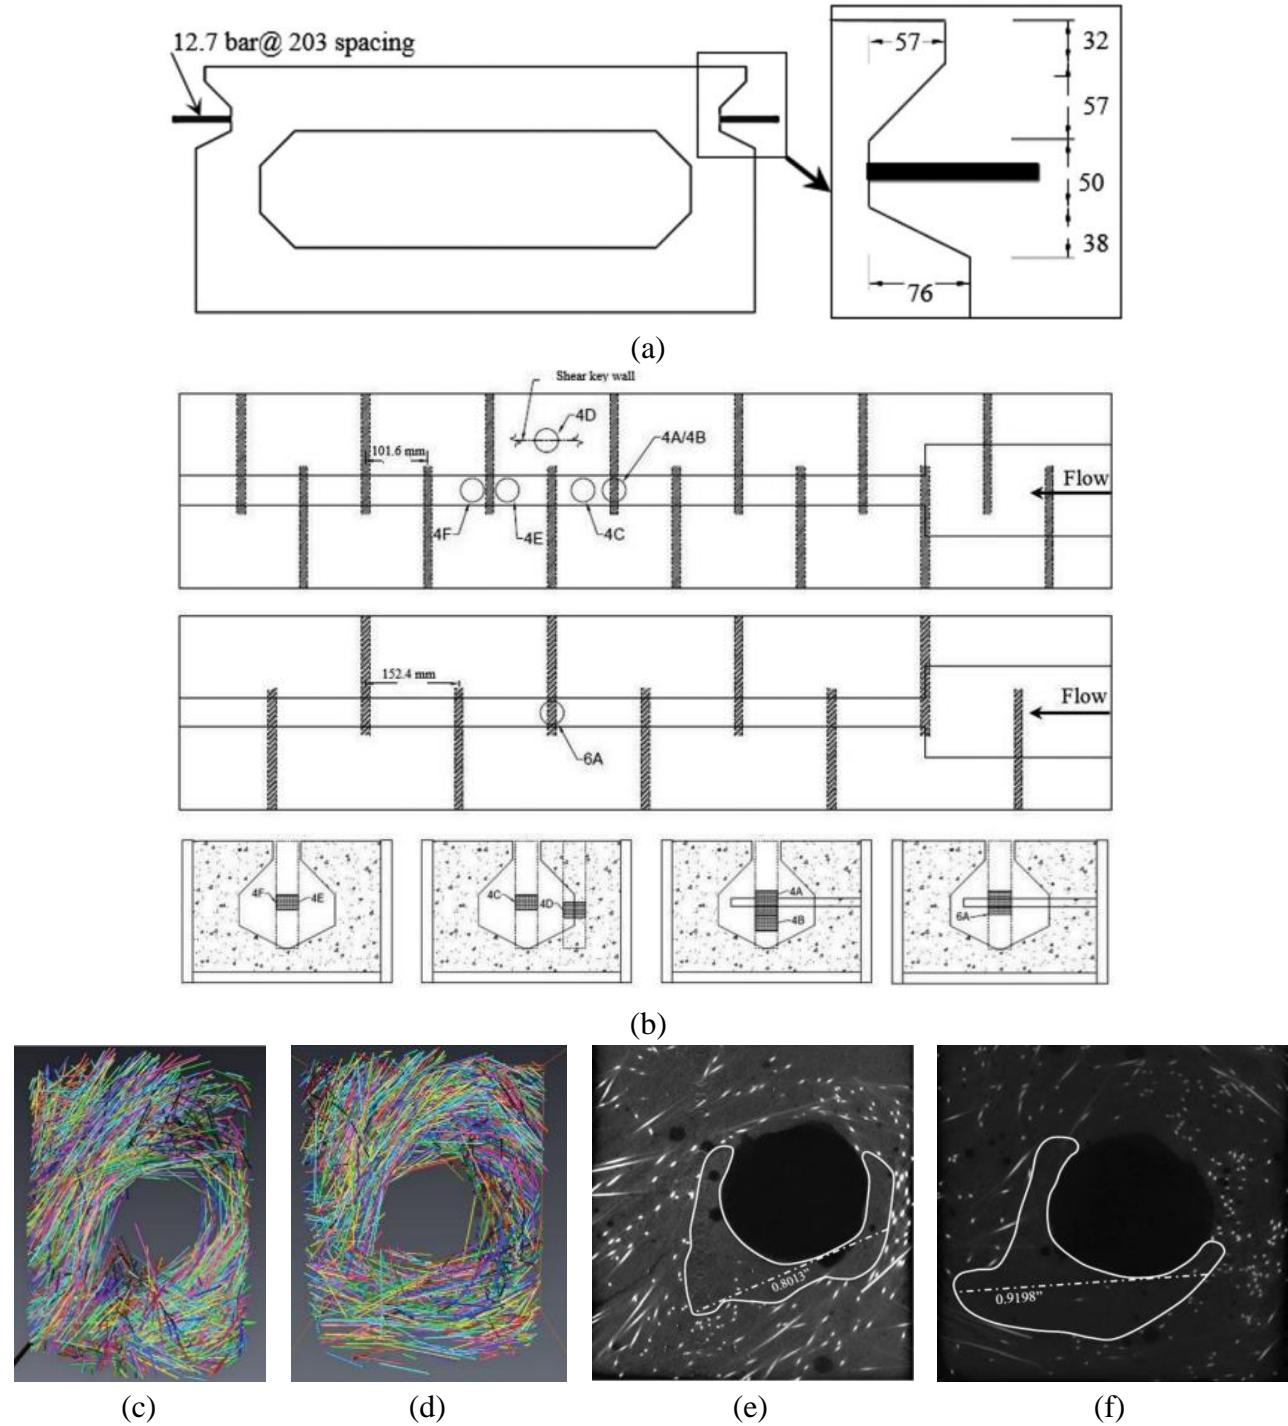 12.7 bar@ 203 spacing
57
32
57
50
38
76
(a)
Shear key wall
4D
4A/4B
101.6 mm
Flow
4F
4E
4C
152.4 mm
Flow
6A
4F
4E
4C
4D
4A
4B
6A
(b)
0.8013"
0.9198"
(c)
(d)
(e)
(f)